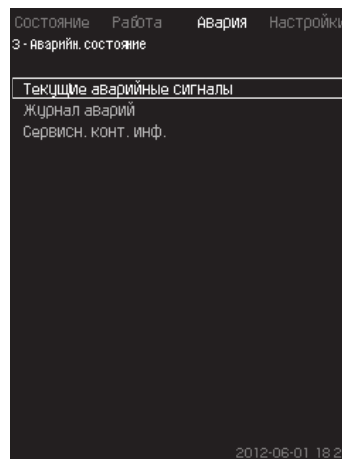 Состояние Работа Авария Настройки
3 - Аварийн. состояние
Текущие аварийные сигналы
Журнал аварий
Сервисн. конт. инф.
2012-06-01 18 2